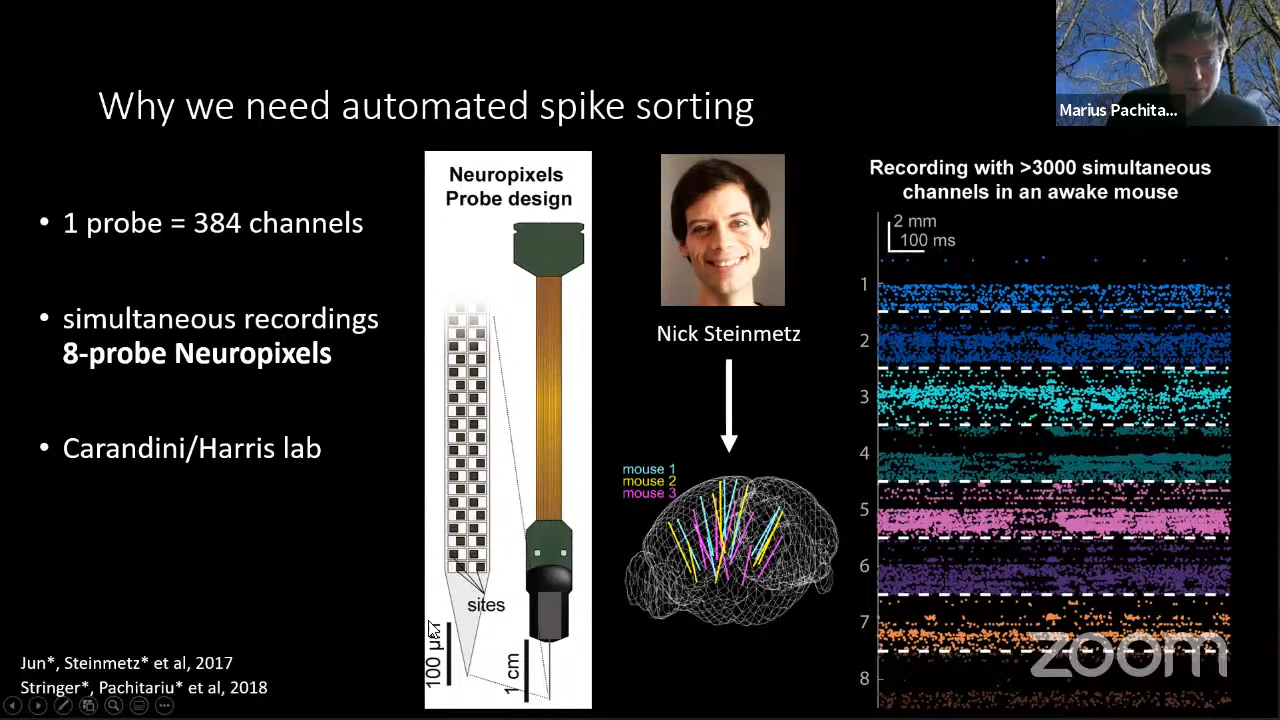 Why we need automated spike sorting
Marius Pachita...
• 1 probe = 384 channels
• simultaneous recordings
8-probe Neuropixels
• Carandini/Harris lab
Jun*, Steinmetz* et al, 2017
Stringer*, Pachitariu* et al, 2018
Neuropixels
Probe design
sites
100 µm
1 cm
Nick Steinmetz
mouse 1
mouse 2
mouse 3
Recording with >3000 simultaneous
channels in an awake mouse
2 mm
100 ms
1
2
3
4
5
6
7
8
zoom